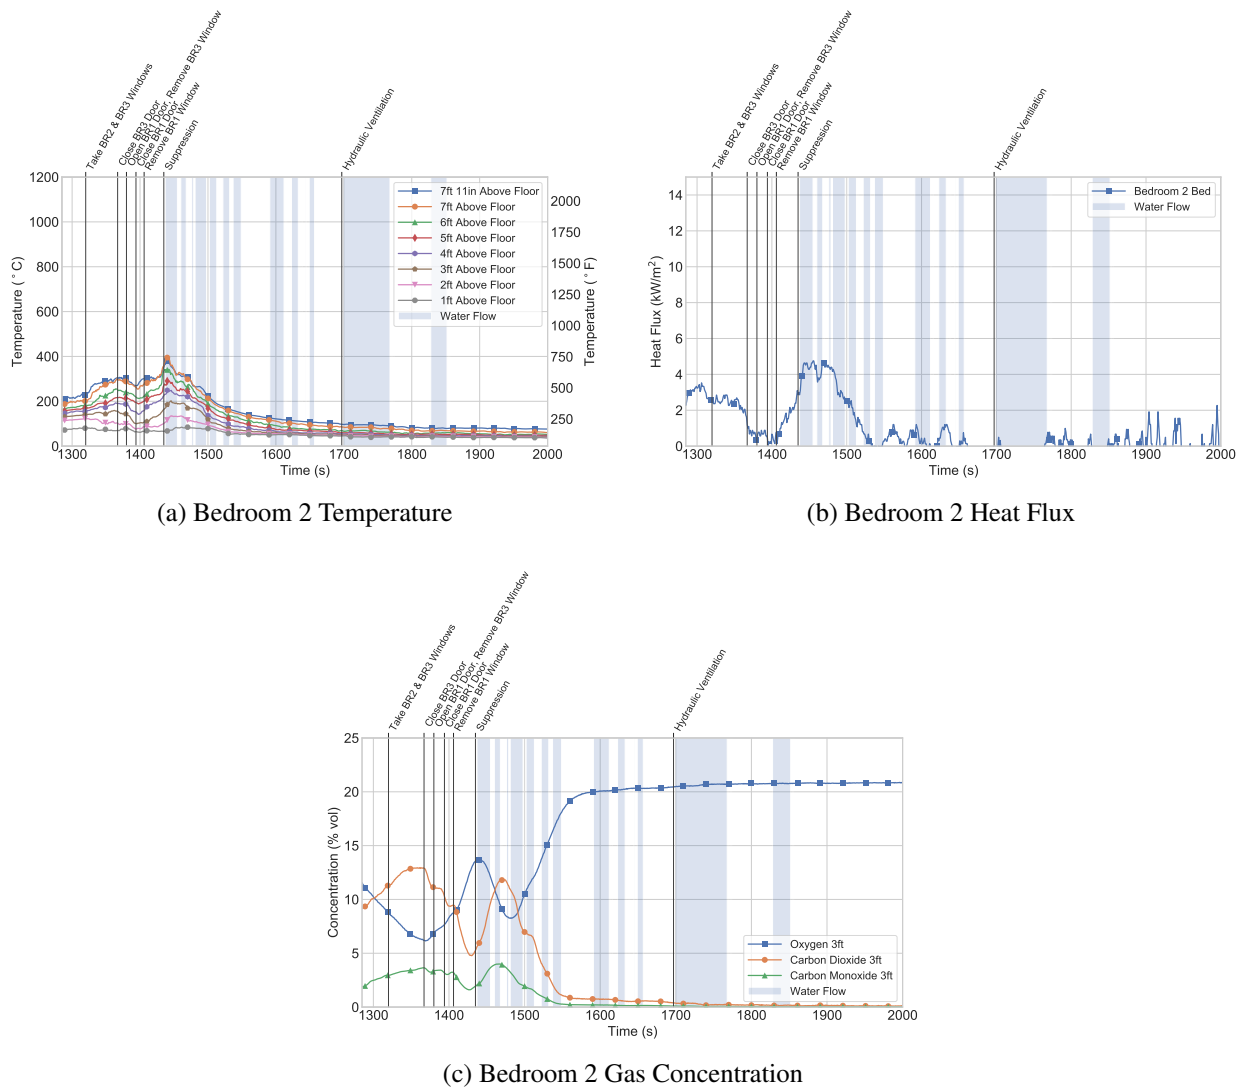 Take BR2 & BR3 Windows
Close BR3 Door
Open BR1 Door, Remove BR3 Window
Close BR1 Door
Remove BR1 Window
Suppression
Hydraulic Ventilation
1200
1000
800
600
400
200
0
Temperature (°C)
2000
1750
1500
1250
1000
750
500
250
Temperature (°F)
7ft 11in Above Floor
7ft Above Floor
6ft Above Floor
5ft Above Floor
4ft Above Floor
3ft Above Floor
2ft Above Floor
1ft Above Floor
Water Flow
1300 1400 1500 1600 1700 1800 1900 2000
Time (s)
(a) Bedroom 2 Temperature
Take BR2 & BR3 Windows
Close BR3 Door
Open BR1 Door, Remove BR3 Window
Close BR1 Door
Remove BR1 Window
Suppression
Hydraulic Ventilation
14
12
10
8
6
4
2
0
Heat Flux (kW/m²)
Bedroom 2 Bed
Water Flow
1300 1400 1500 1600 1700 1800 1900 2000
Time (s)
(b) Bedroom 2 Heat Flux
Take BR2 & BR3 Windows
Close BR3 Door
Open BR1 Door, Remove BR3 Window
Close BR1 Door
Remove BR1 Window
Suppression
Hydraulic Ventilation
25
20
15
10
5
0
Concentration (% vol)
Oxygen 3ft
Carbon Dioxide 3ft
Carbon Monoxide 3ft
Water Flow
1300 1400 1500 1600 1700 1800 1900 2000
Time (s)
(c) Bedroom 2 Gas Concentration